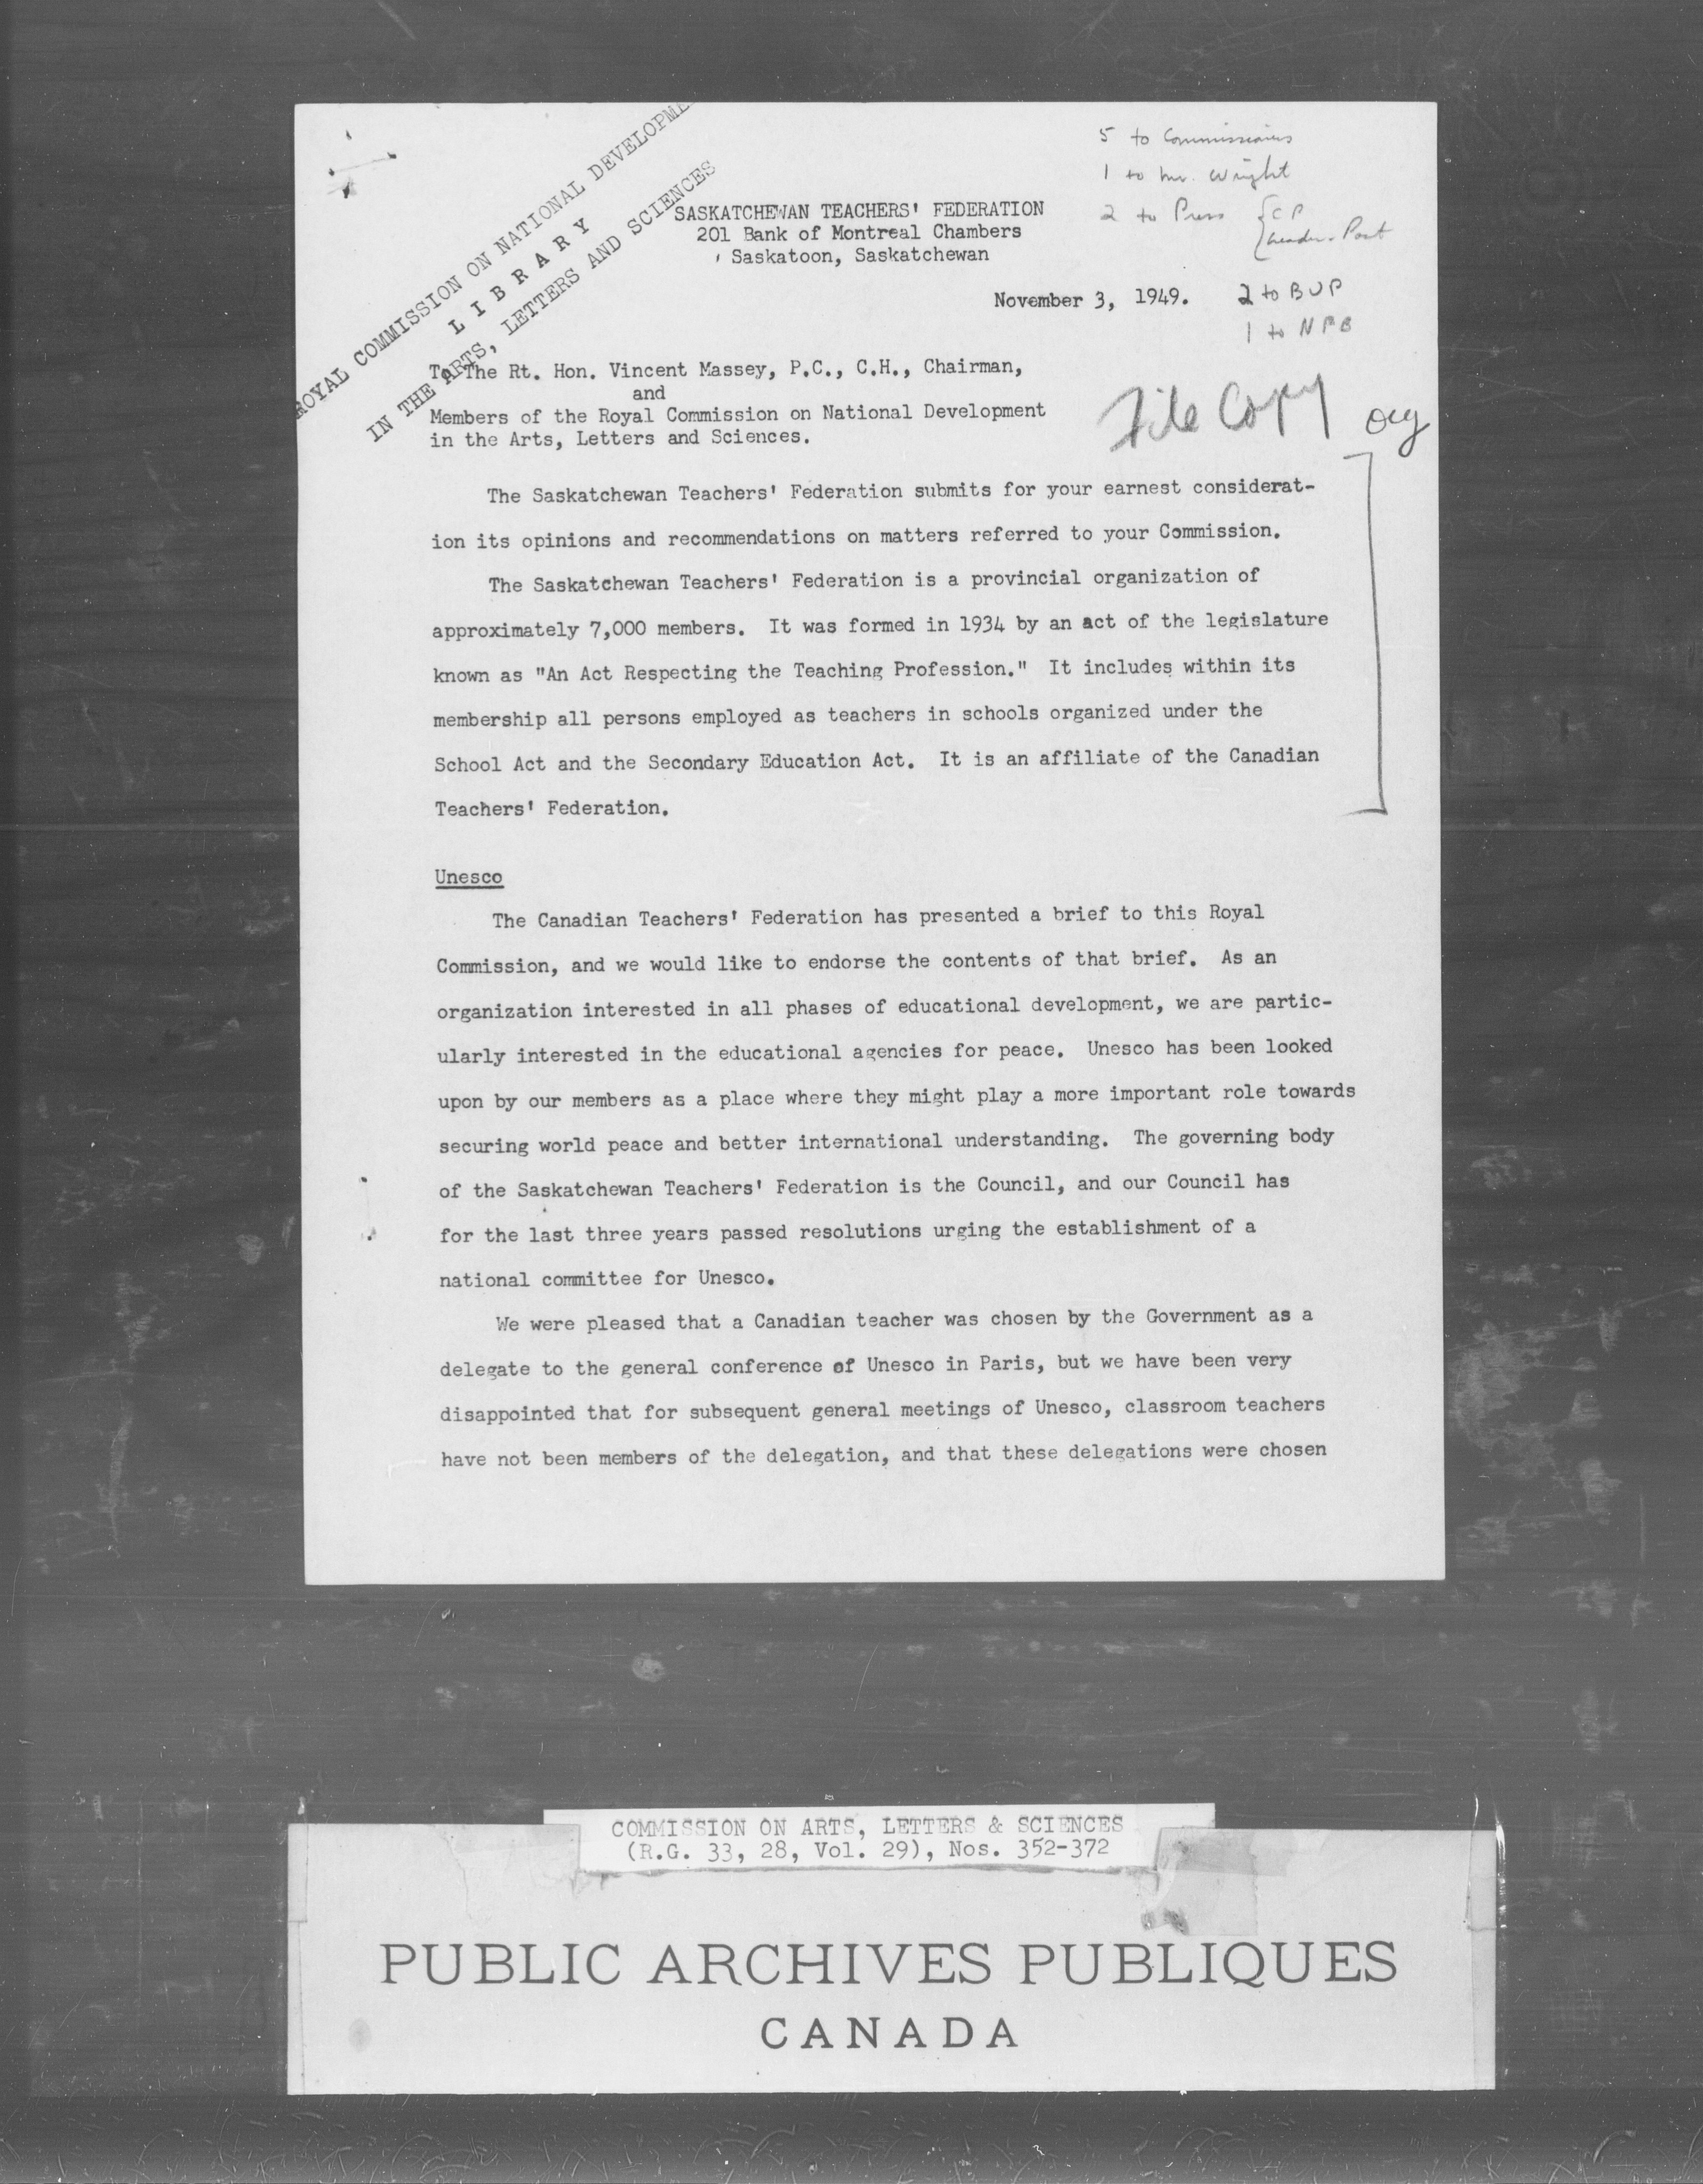 ROYAL COMMISSION ON NATIONAL DEVELOPME
L I B R A R Y
IN THE ARTS, LETTERS AND SCIENCES
5 to Commissioners
1 to Mr. Wright
2 to Press { CP
Leader-Post
SASKATCHEWAN TEACHERS' FEDERATION
201 Bank of Montreal Chambers
Saskatoon, Saskatchewan
November 3, 1949.
2 to BUP
1 to NFB
To The Rt. Hon. Vincent Massey, P.C., C.H., Chairman,
and
Members of the Royal Commission on National Development
in the Arts, Letters and Sciences.
File Copy
The Saskatchewan Teachers' Federation submits for your earnest considerat-
ion its opinions and recommendations on matters referred to your Commission.
The Saskatchewan Teachers' Federation is a provincial organization of
approximately 7,000 members. It was formed in 1934 by an act of the legislature
known as "An Act Respecting the Teaching Profession." It includes within its
membership all persons employed as teachers in schools organized under the
School Act and the Secondary Education Act. It is an affiliate of the Canadian
Teachers' Federation.
Unesco
The Canadian Teachers' Federation has presented a brief to this Royal
Commission, and we would like to endorse the contents of that brief. As an
organization interested in all phases of educational development, we are partic-
ularly interested in the educational agencies for peace. Unesco has been looked
upon by our members as a place where they might play a more important role towards
securing world peace and better international understanding. The governing body
of the Saskatchewan Teachers' Federation is the Council, and our Council has
for the last three years passed resolutions urging the establishment of a
national committee for Unesco.
We were pleased that a Canadian teacher was chosen by the Government as a
delegate to the general conference of Unesco in Paris, but we have been very
disappointed that for subsequent general meetings of Unesco, classroom teachers
have not been members of the delegation, and that these delegations were chosen
COMMISSION ON ARTS, LETTERS & SCIENCES
(R.G. 33, 28, Vol. 29), Nos. 352-372
PUBLIC ARCHIVES PUBLIQUES
CANADA